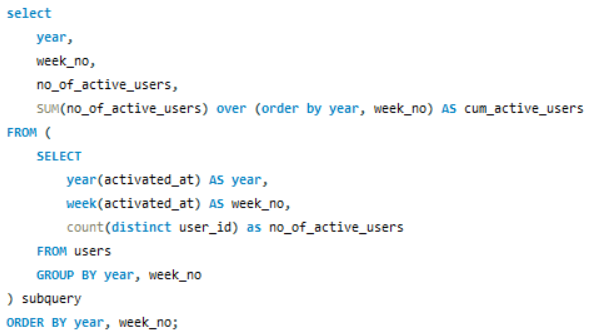 select
year,
week_no,
no_of_active_users,
SUM(no_of_active_users) over (order by year, week_no) AS cum_active_users
FROM (
SELECT
year(activated_at) AS year,
week(activated_at) AS week_no,
count(distinct user_id) as no_of_active_users
FROM users
GROUP BY year, week_no
) subquery
ORDER BY year, week_no;